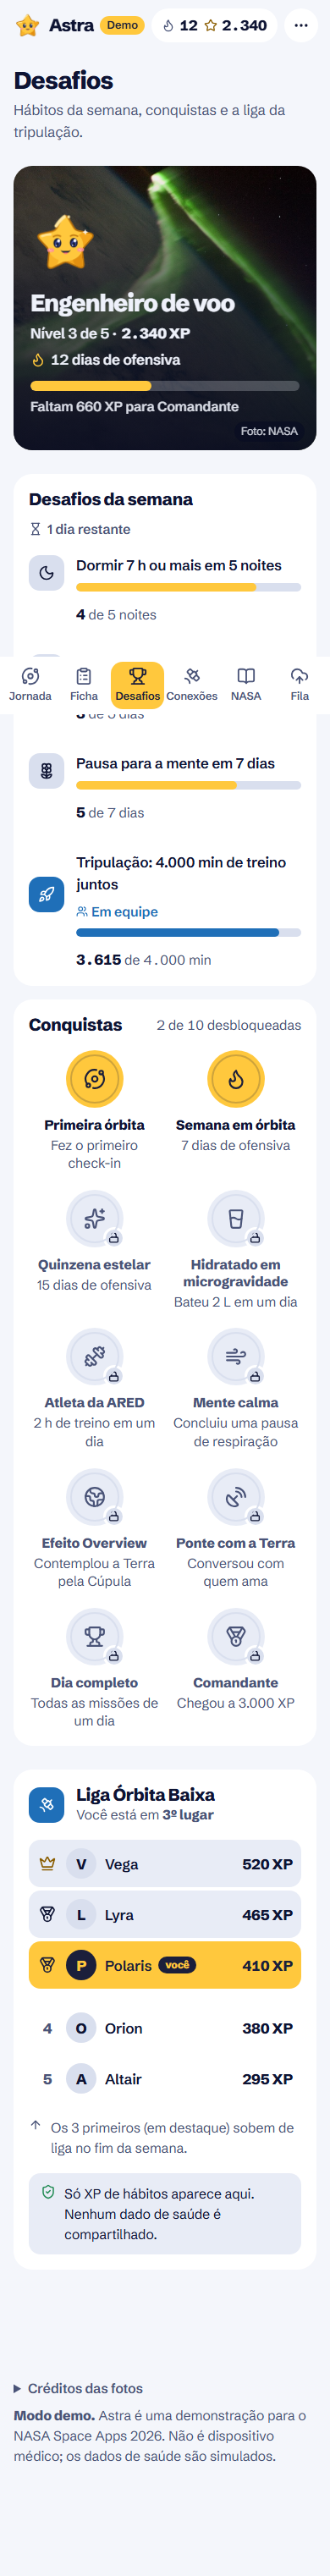 Astra Demo 12 2.340
Desafios
Hábitos da semana, conquistas e a liga da
tripulação.
Engenheiro de voo
Nível 3 de 5 · 2.340 XP
12 dias de ofensiva
Faltam 660 XP para Comandante
Foto: NASA
Desafios da semana
1 dia restante
Dormir 7 h ou mais em 5 noites
4 de 5 noites
Jornada Ficha Desafios Conexões NASA Fila
de 5 dias
Pausa para a mente em 7 dias
5 de 7 dias
Tripulação: 4.000 min de treino
juntos
Em equipe
3.615 de 4.000 min
Conquistas 2 de 10 desbloqueadas
Primeira órbita
Fez o primeiro
check-in
Semana em órbita
7 dias de ofensiva
Quinzena estelar
15 dias de ofensiva
Hidratado em
microgravidade
Bateu 2 L em um dia
Atleta da ARED
2 h de treino em um
dia
Mente calma
Concluiu uma pausa
de respiração
Efeito Overview
Contemplou a Terra
pela Cúpula
Ponte com a Terra
Conversou com
quem ama
Dia completo
Todas as missões de
um dia
Comandante
Chegou a 3.000 XP
Liga Órbita Baixa
Você está em 3º lugar
V Vega 520 XP
L Lyra 465 XP
P Polaris você 410 XP
4 O Orion 380 XP
5 A Altair 295 XP
Os 3 primeiros (em destaque) sobem de
liga no fim da semana.
Só XP de hábitos aparece aqui.
Nenhum dado de saúde é
compartilhado.
Créditos das fotos
Modo demo. Astra é uma demonstração para o
NASA Space Apps 2026. Não é dispositivo
médico; os dados de saúde são simulados.